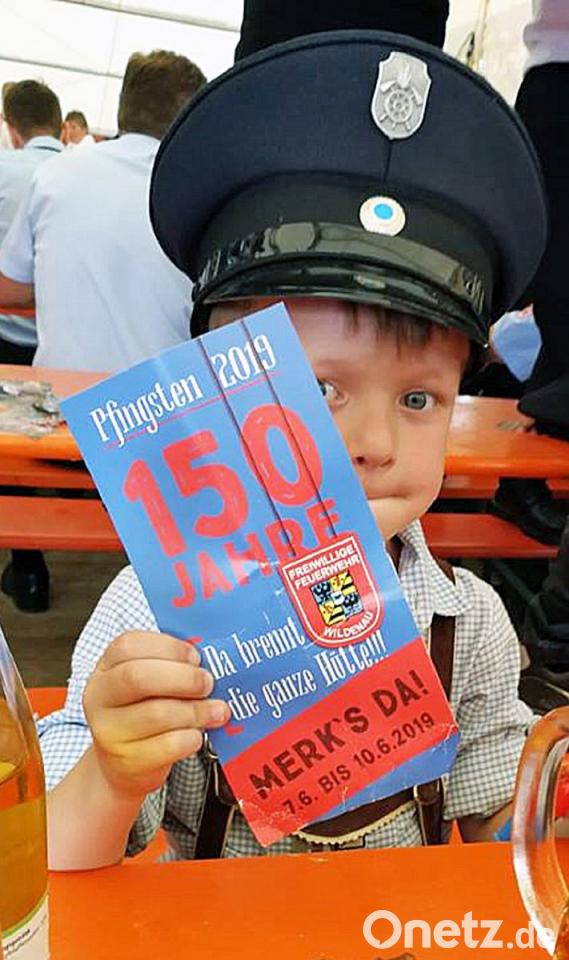 Pfingsten 2019
150
JAHRE
FREIWILLIGE FEUERWEHR
WILDENAU
Da brennt
die ganze Hütte!!!
MERK`S DA!
7.6. BIS 10.6.2019
Onetz.de